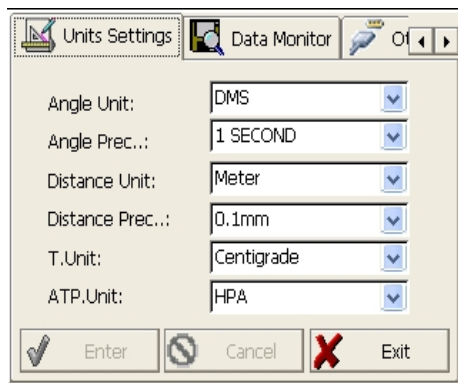 Units Settings Data Monitor Ot
Angle Unit: DMS
Angle Prec..: 1 SECOND
Distance Unit: Meter
Distance Prec..: 0.1mm
T.Unit: Centigrade
ATP.Unit: HPA
Enter Cancel Exit